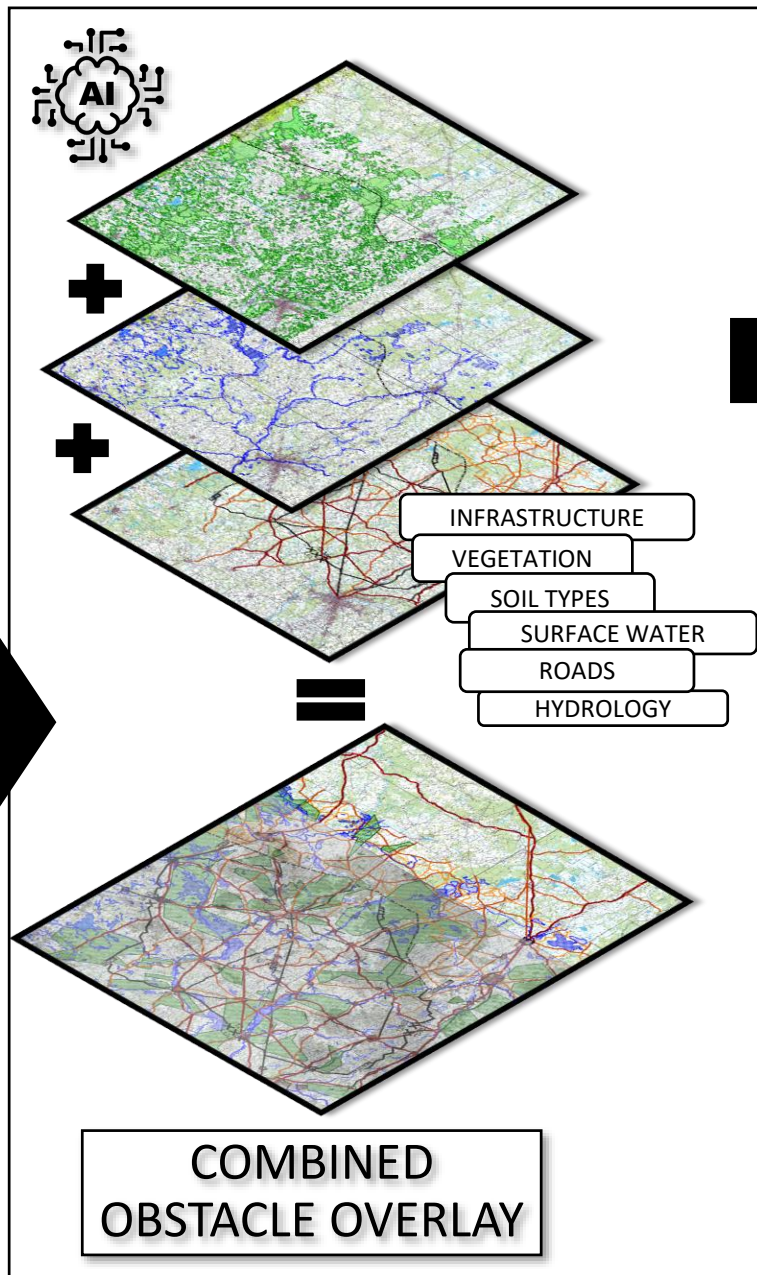 AI
INFRASTRUCTURE
VEGETATION
SOIL TYPES
SURFACE WATER
ROADS
HYDROLOGY
COMBINED
OBSTACLE OVERLAY